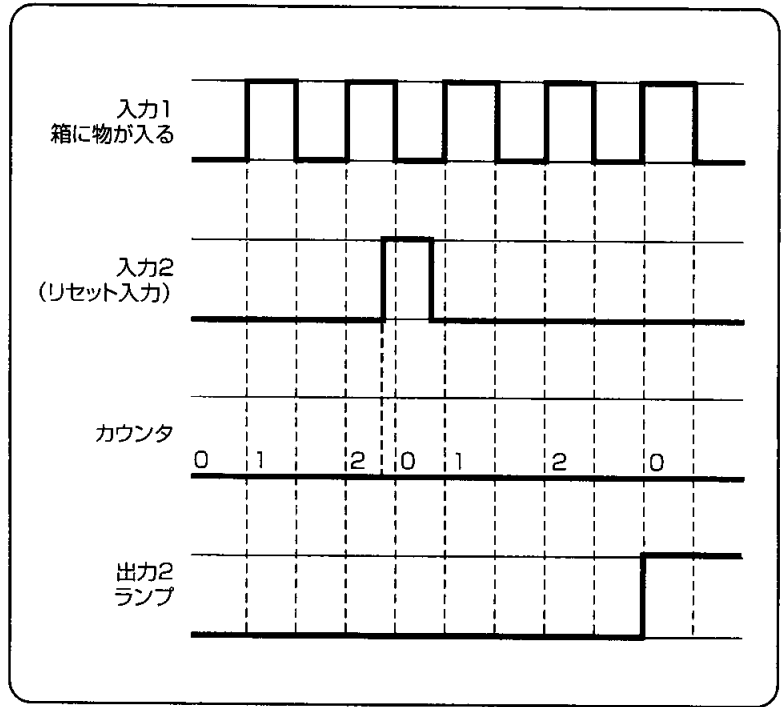 入力1
箱に物が入る
入力2
(リセット入力)
カウンタ
0 1 2 0 1 2 0
出力2
ランプ